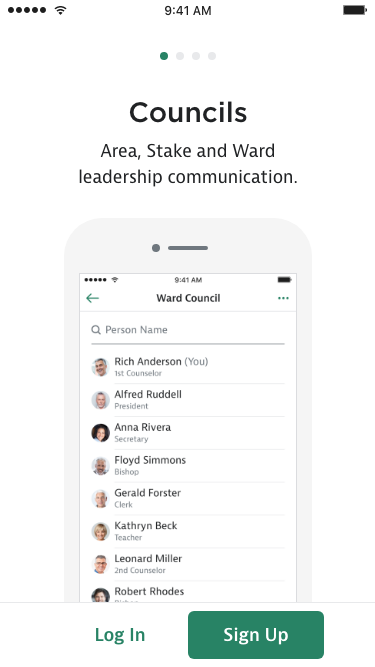 9:41 AM
Councils
Area, Stake and Ward
leadership communication.
9:41 AM
Ward Council
Person Name
Rich Anderson (You)
1st Counselor
Alfred Ruddell
President
Anna Rivera
Secretary
Floyd Simmons
Bishop
Gerald Forster
Clerk
Kathryn Beck
Teacher
Leonard Miller
2nd Counselor
Robert Rhodes
Log In
Sign Up